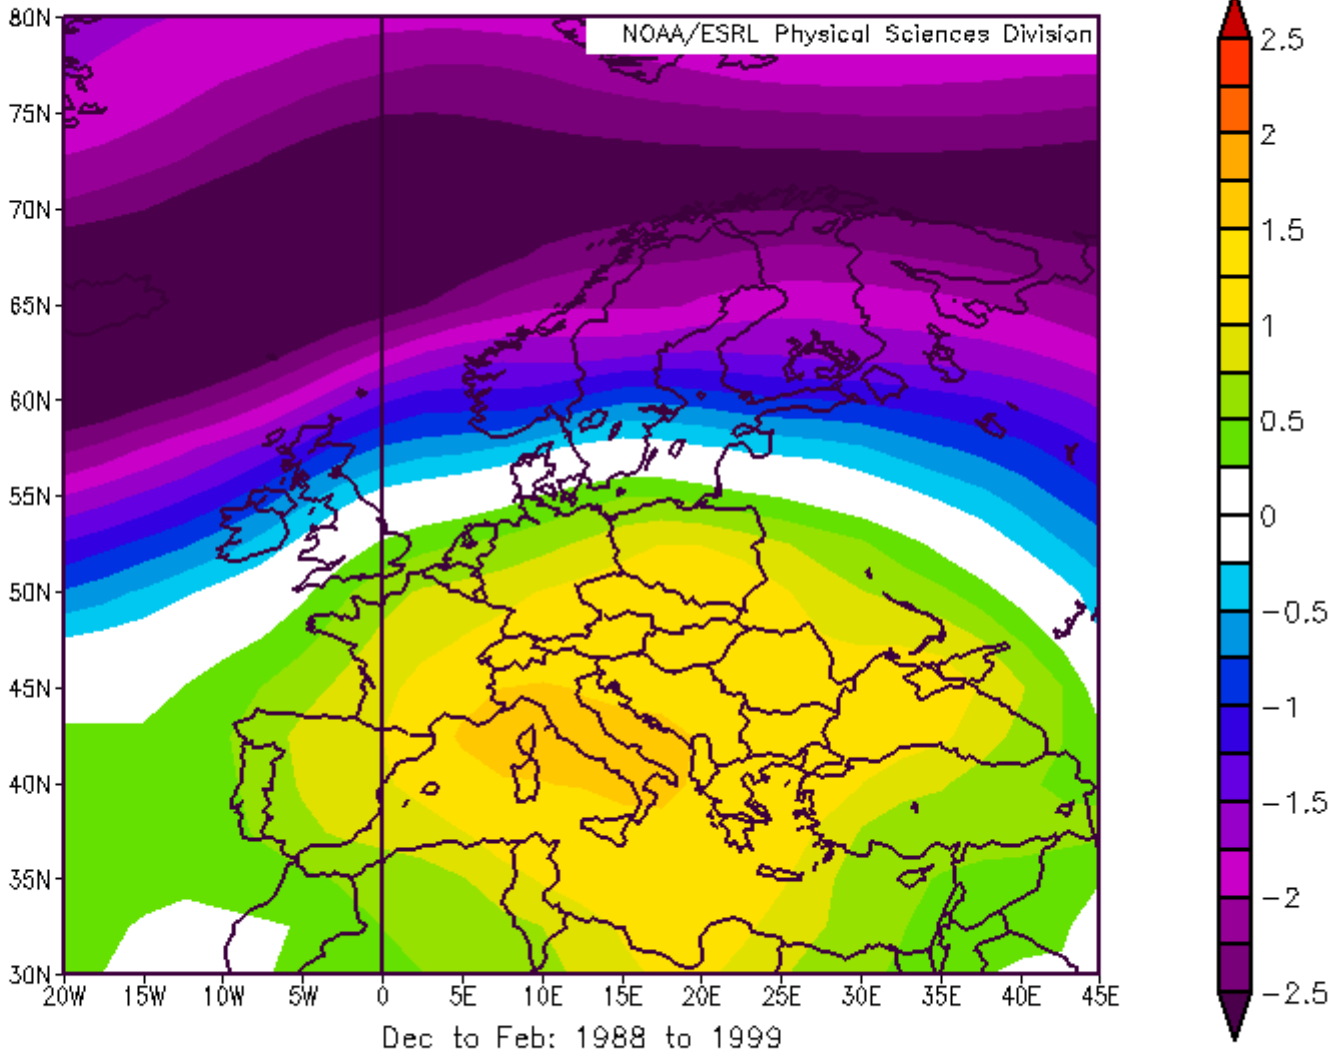 NOAA/ESRL Physical Sciences Division
80N
75N
70N
65N
60N
55N
50N
45N
40N
35N
30N
20W 15W 10W 5W 0 5E 10E 15E 20E 25E 30E 35E 40E 45E
Dec to Feb: 1988 to 1999
2.5
2
1.5
1
0.5
0
−0.5
−1
−1.5
−2
−2.5